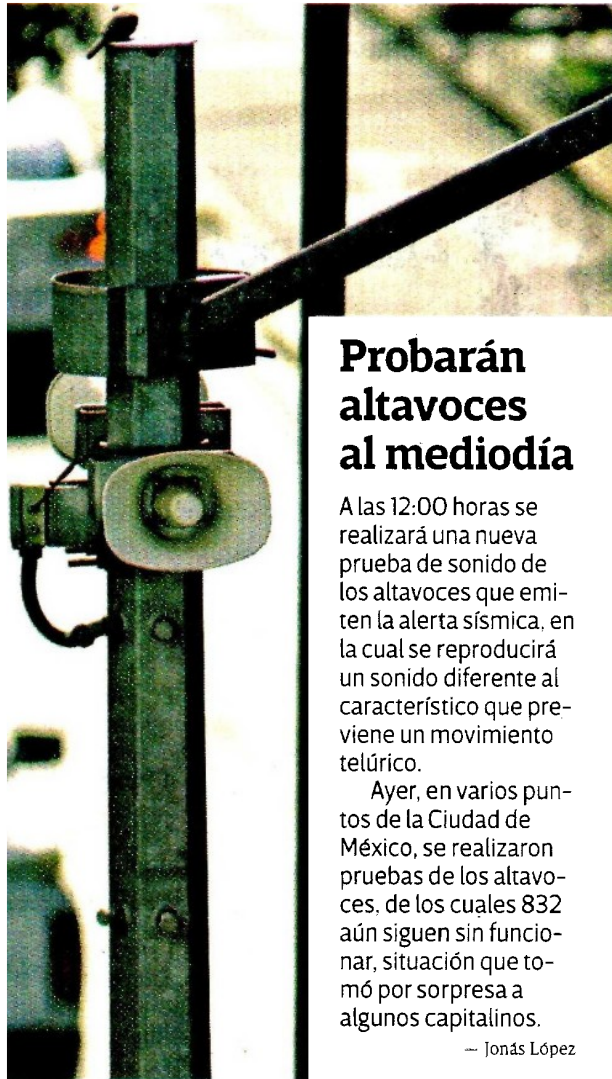 Probarán
altavoces
al mediodía
A las 12:00 horas se
realizará una nueva
prueba de sonido de
los altavoces que emi-
ten la alerta sísmica, en
la cual se reproducirá
un sonido diferente al
característico que pre-
viene un movimiento
telúrico.
Ayer, en varios pun-
tos de la Ciudad de
México, se realizaron
pruebas de los altavo-
ces, de los cuales 832
aún siguen sin funcio-
nar, situación que to-
mó por sorpresa a
algunos capitalinos.
— Jonás López